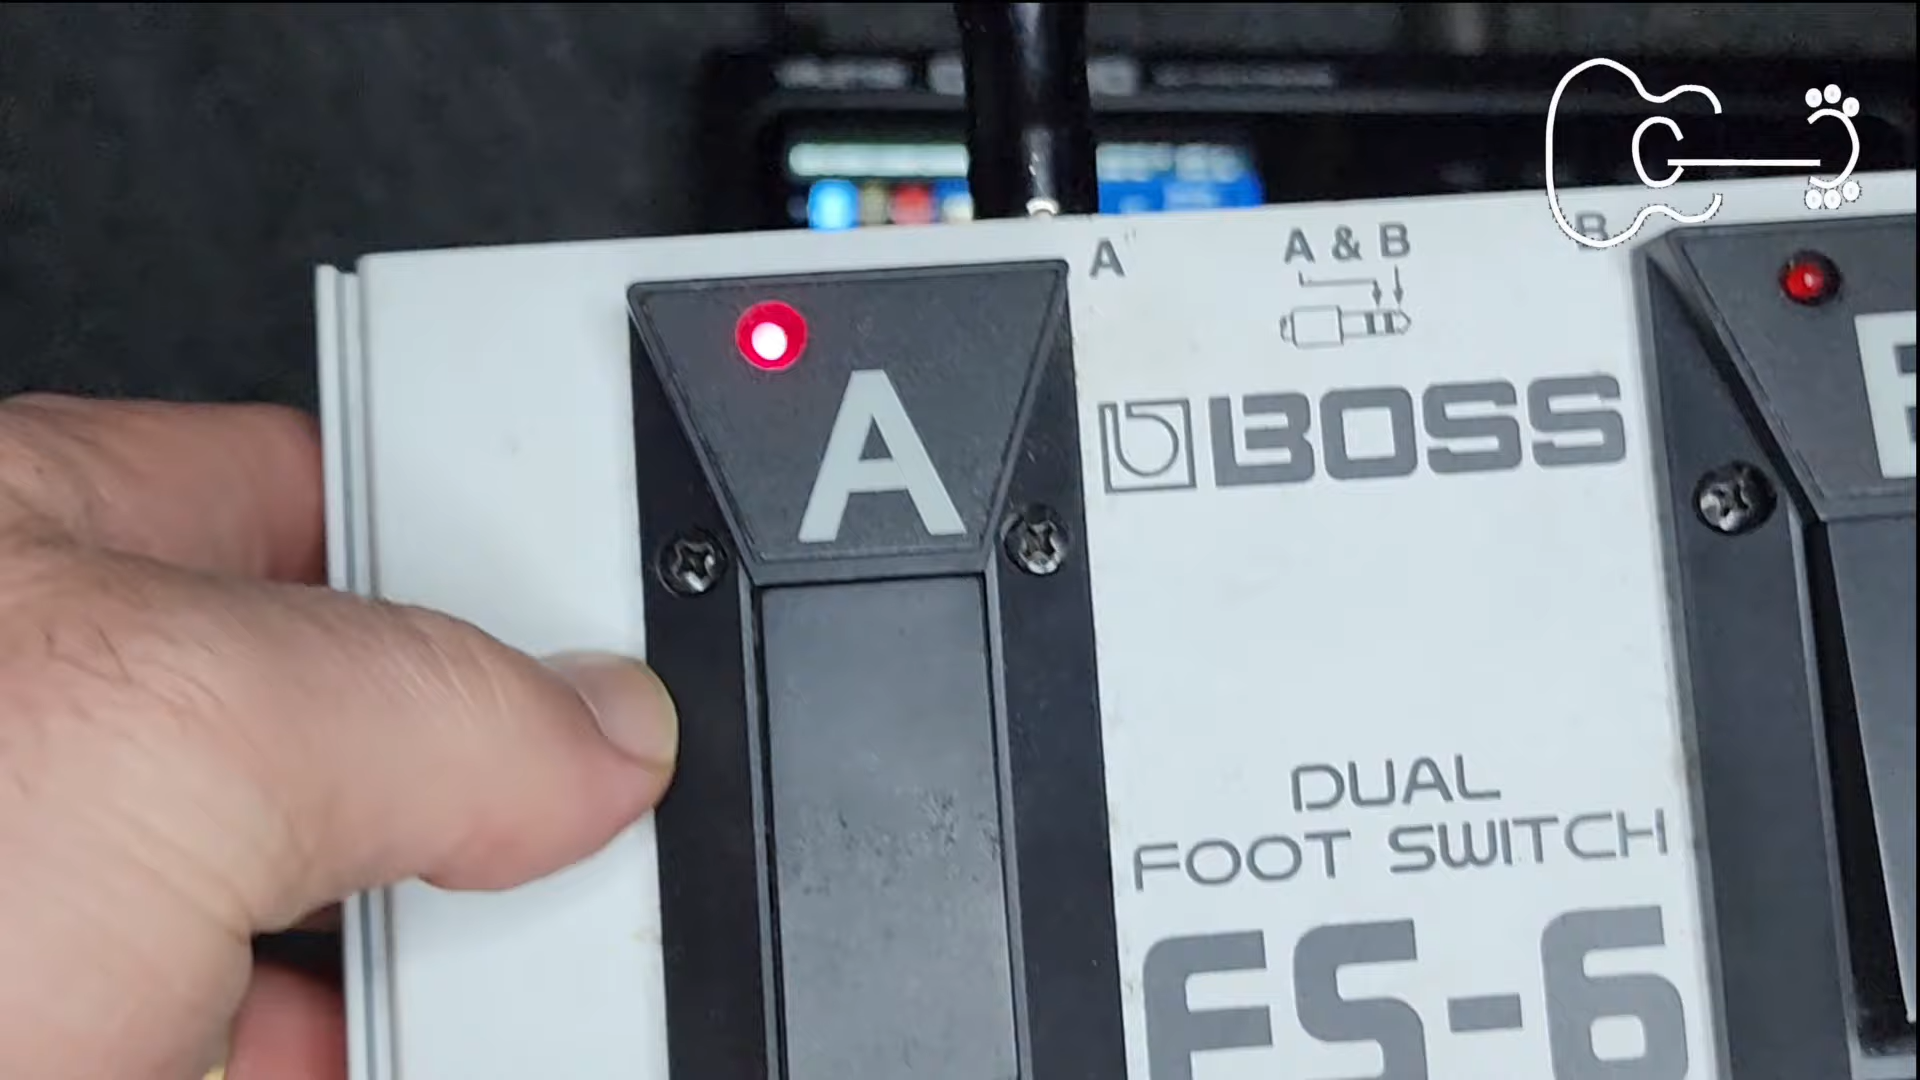 A
A & B
B
A
BOSS
DUAL
FOOT SWITCH
FS-6